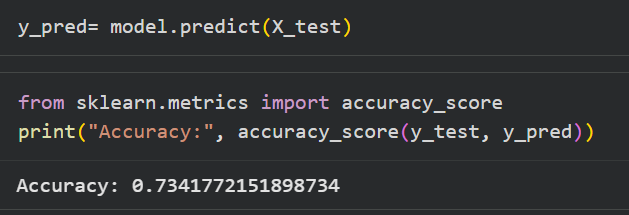 y_pred= model.predict(X_test)
from sklearn.metrics import accuracy_score
print("Accuracy:", accuracy_score(y_test, y_pred))
Accuracy: 0.7341772151898734